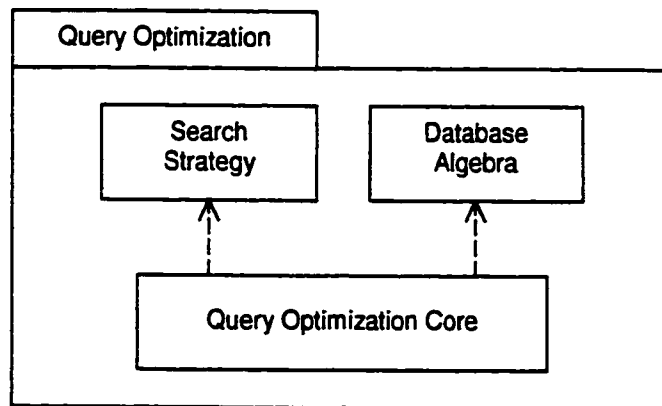 Query Optimization
Search
Strategy
Database
Algebra
Query Optimization Core